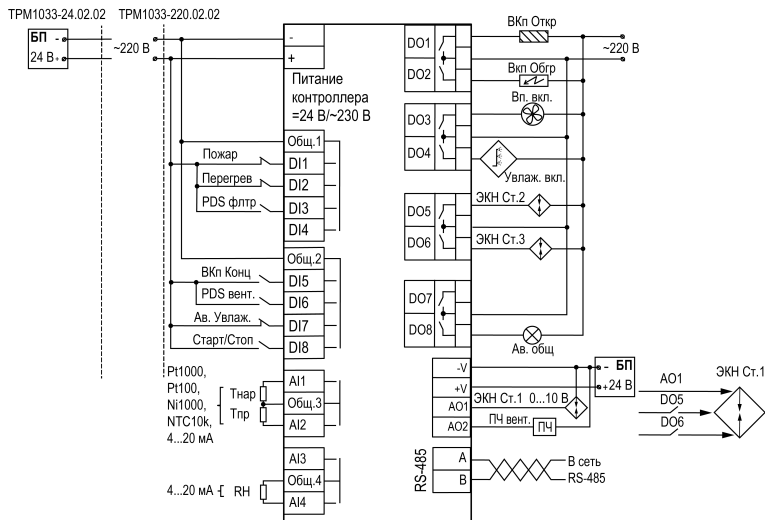 ТРМ1033-24.02.02 ТРМ1033-220.02.02
БП -
24 В +
~220 В
-
+
Питание
контроллера
=24 В/~230 В
Общ.1
Пожар DI1
Перегрев DI2
PDS флтр DI3
DI4
Общ.2
ВКп Конц DI5
PDS вент. DI6
Ав. Увлаж. DI7
Старт/Стоп DI8
Pt1000,
Pt100,
Ni1000,
NTC10k,
4...20 мА
Тнар
Тпр
AI1
Общ.3
AI2
AI3
4...20 мА RH Общ.4
AI4
DO1 ВКп Откр
~220 В
DO2 Вкп Обгр
DO3 Вп. вкл.
DO4 Увлаж. вкл.
DO5 ЭКН Ст.2
DO6 ЭКН Ст.3
DO7
DO8 Ав. общ
-V
+V
AO1 ЭКН Ст.1 0...10 В
AO2 ПЧ вент. ПЧ
- БП
+ 24 В
ЭКН Ст.1
AO1
DO5
DO6
RS-485
A В сеть
B RS-485